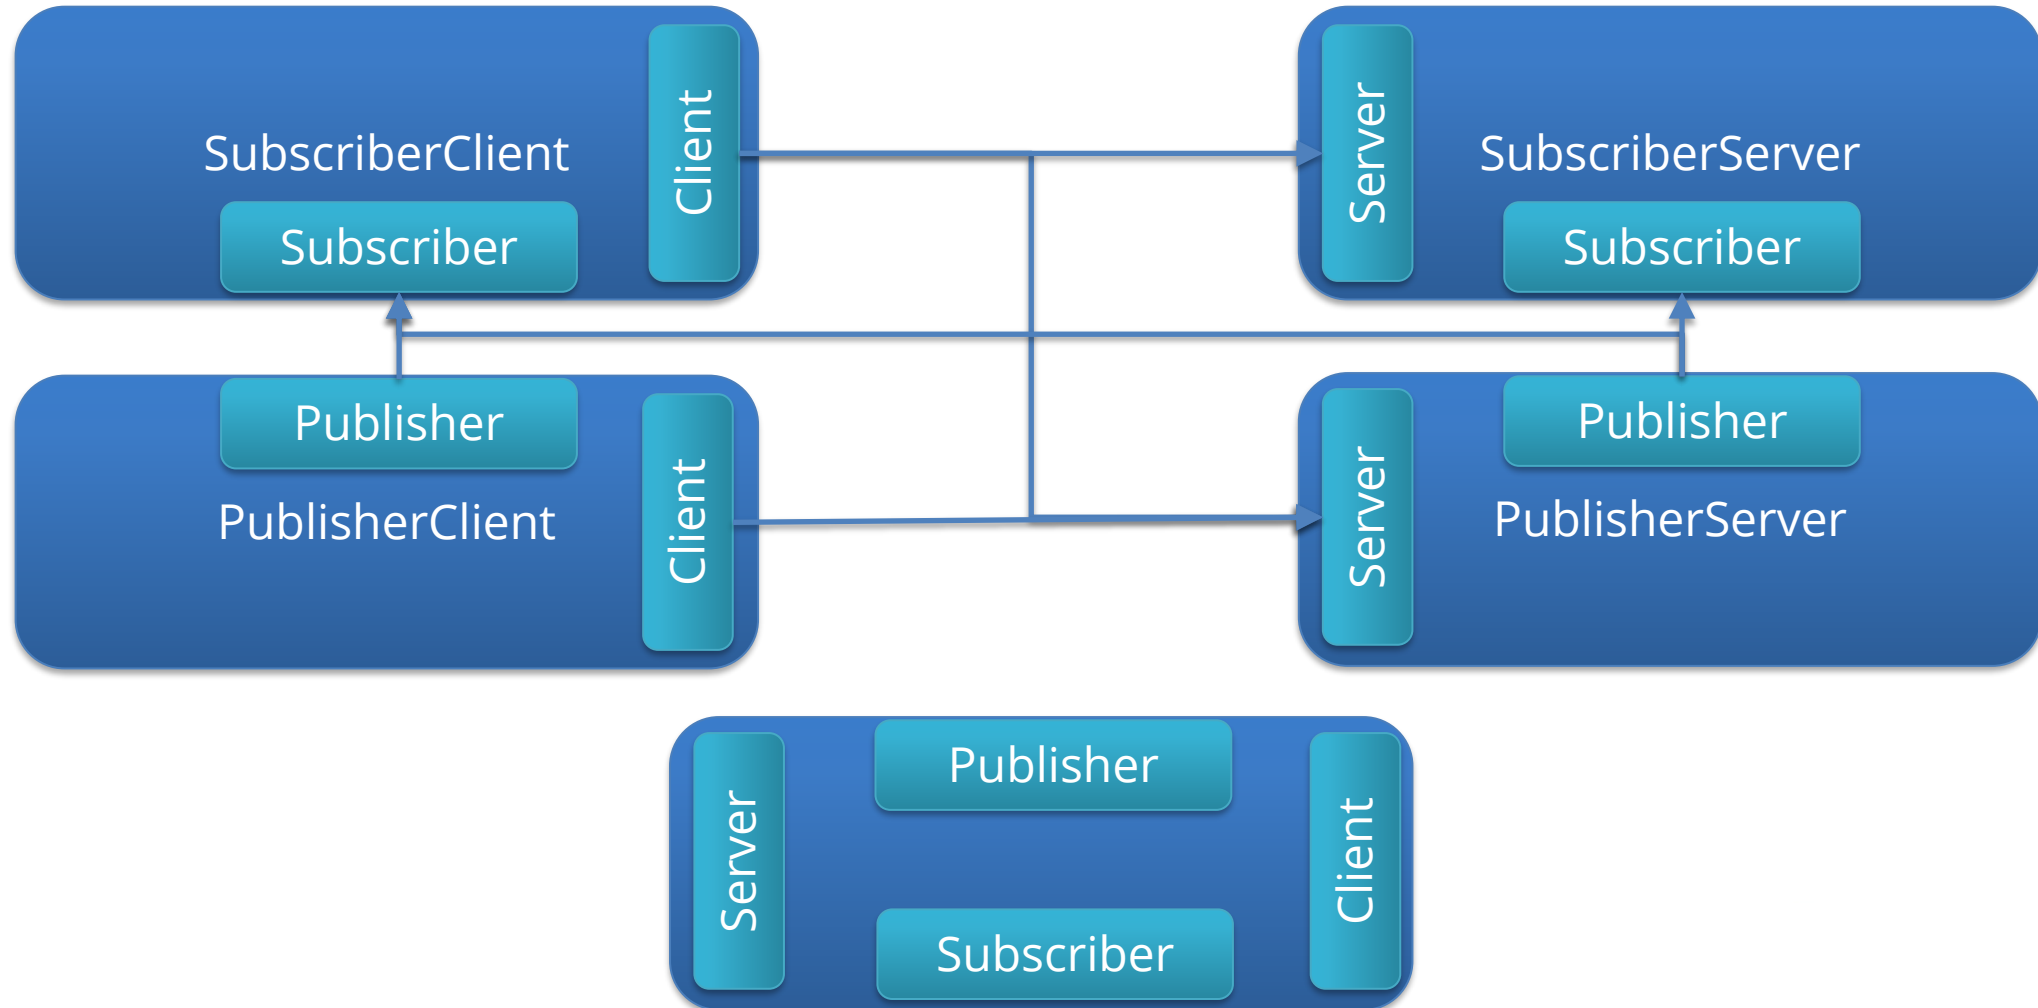 SubscriberClient
Client
Subscriber
Server
SubscriberServer
Subscriber
Publisher
PublisherClient
Client
Server
Publisher
PublisherServer
Server
Publisher
Subscriber
Client